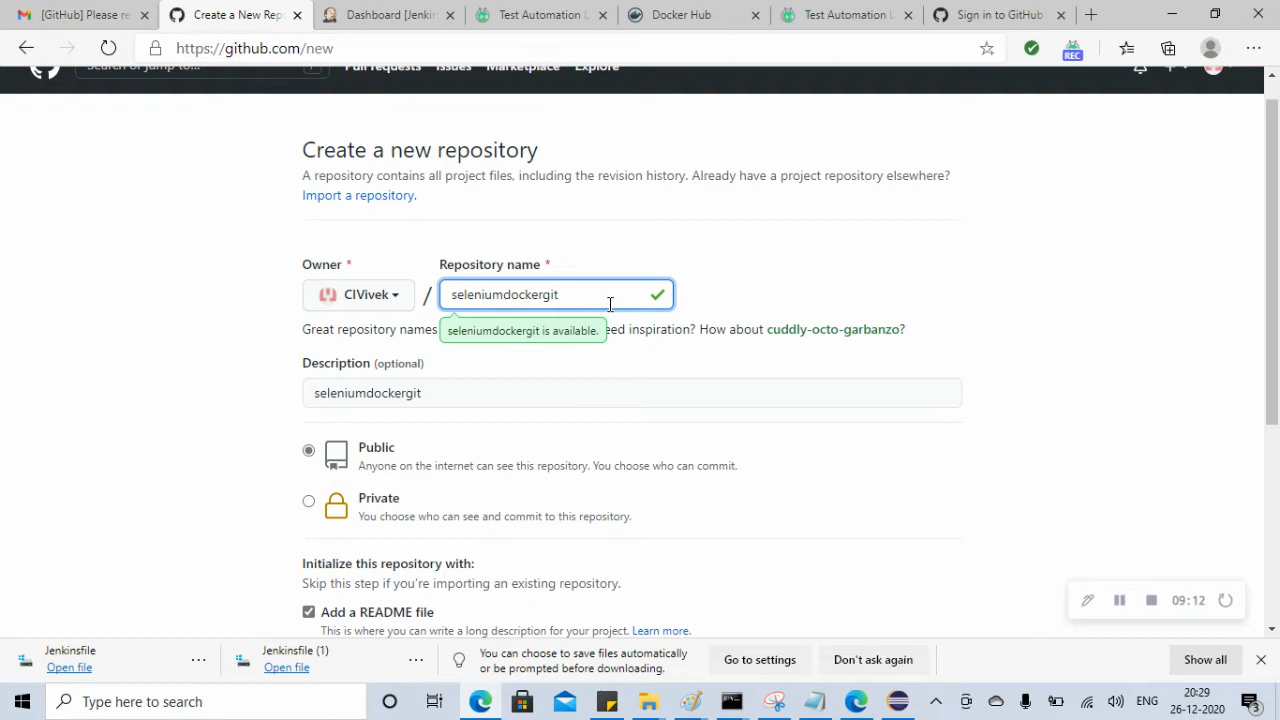 [GitHub] Please r
Create a New Rep
Dashboard [Jenkin
Test Automation L
Docker Hub
Test Automation L
Sign in to GitHub
https://github.com/new
REC
Search or jump to...
Pull requests
Issues
Marketplace
Explore
Create a new repository
A repository contains all project files, including the revision history. Already have a project repository elsewhere?
Import a repository.
Owner *
Repository name *
CIVivek
/
seleniumdockergit
Great repository names
seleniumdockergit is available.
eed inspiration? How about cuddly-octo-garbanzo?
Description (optional)
seleniumdockergit
Public
Anyone on the internet can see this repository. You choose who can commit.
Private
You choose who can see and commit to this repository.
Initialize this repository with:
Skip this step if you're importing an existing repository.
Add a README file
This is where you can write a long description for your project. Learn more.
09:12
Jenkinsfile
Open file
Jenkinsfile (1)
Open file
You can choose to save files automatically
or be prompted before downloading.
Go to settings
Don't ask again
Show all
Type here to search
ENG
20:29
26-12-2020
3